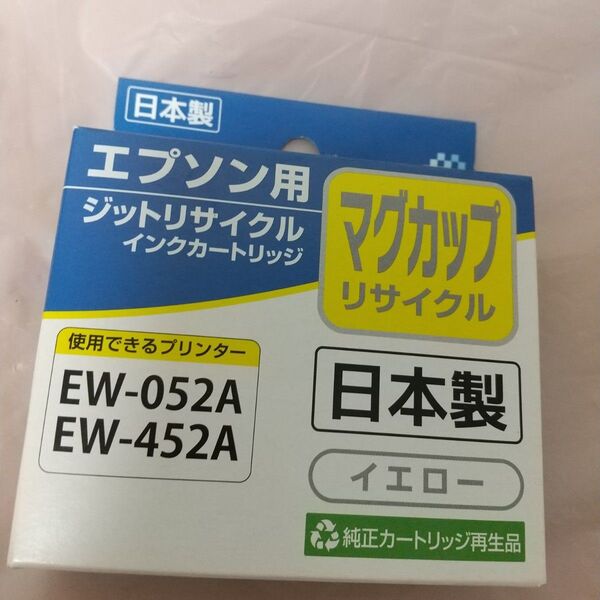 日本製
エプソン用
ジットリサイクル
インクカートリッジ
マグカップ
リサイクル
使用できるプリンター
EW-052A
EW-452A
日本製
イエロー
純正カートリッジ再生品